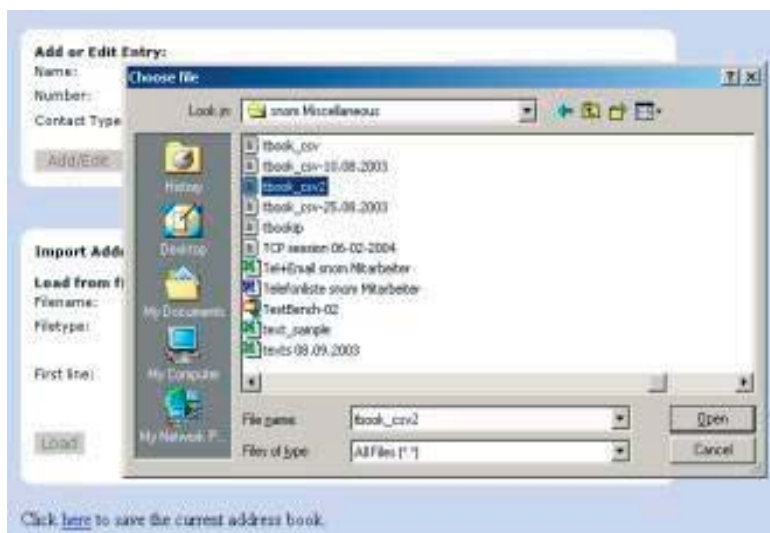 Add or Edit Entry:
Name:
Number:
Contact Type
Add/Edit
Import Addr
Load from fi
Filename:
Filetype:
First line:
Load
Click here to save the current address book.
Choose file
Look in:
snom Miscellaneous
History
Desktop
My Documents
My Computer
My Network P...
tbook_csv
tbook_csv-10.08.2003
tbook_csv2
tbook_csv-25.08.2003
tbookip
TCP session 06-02-2004
Tel+Email snom Mitarbeiter
Telefonliste snom Mitarbeiter
TestBench-02
text_sample
texts 08.09.2003
File name:
tbook_csv2
Open
Files of type:
All Files (*.*)
Cancel